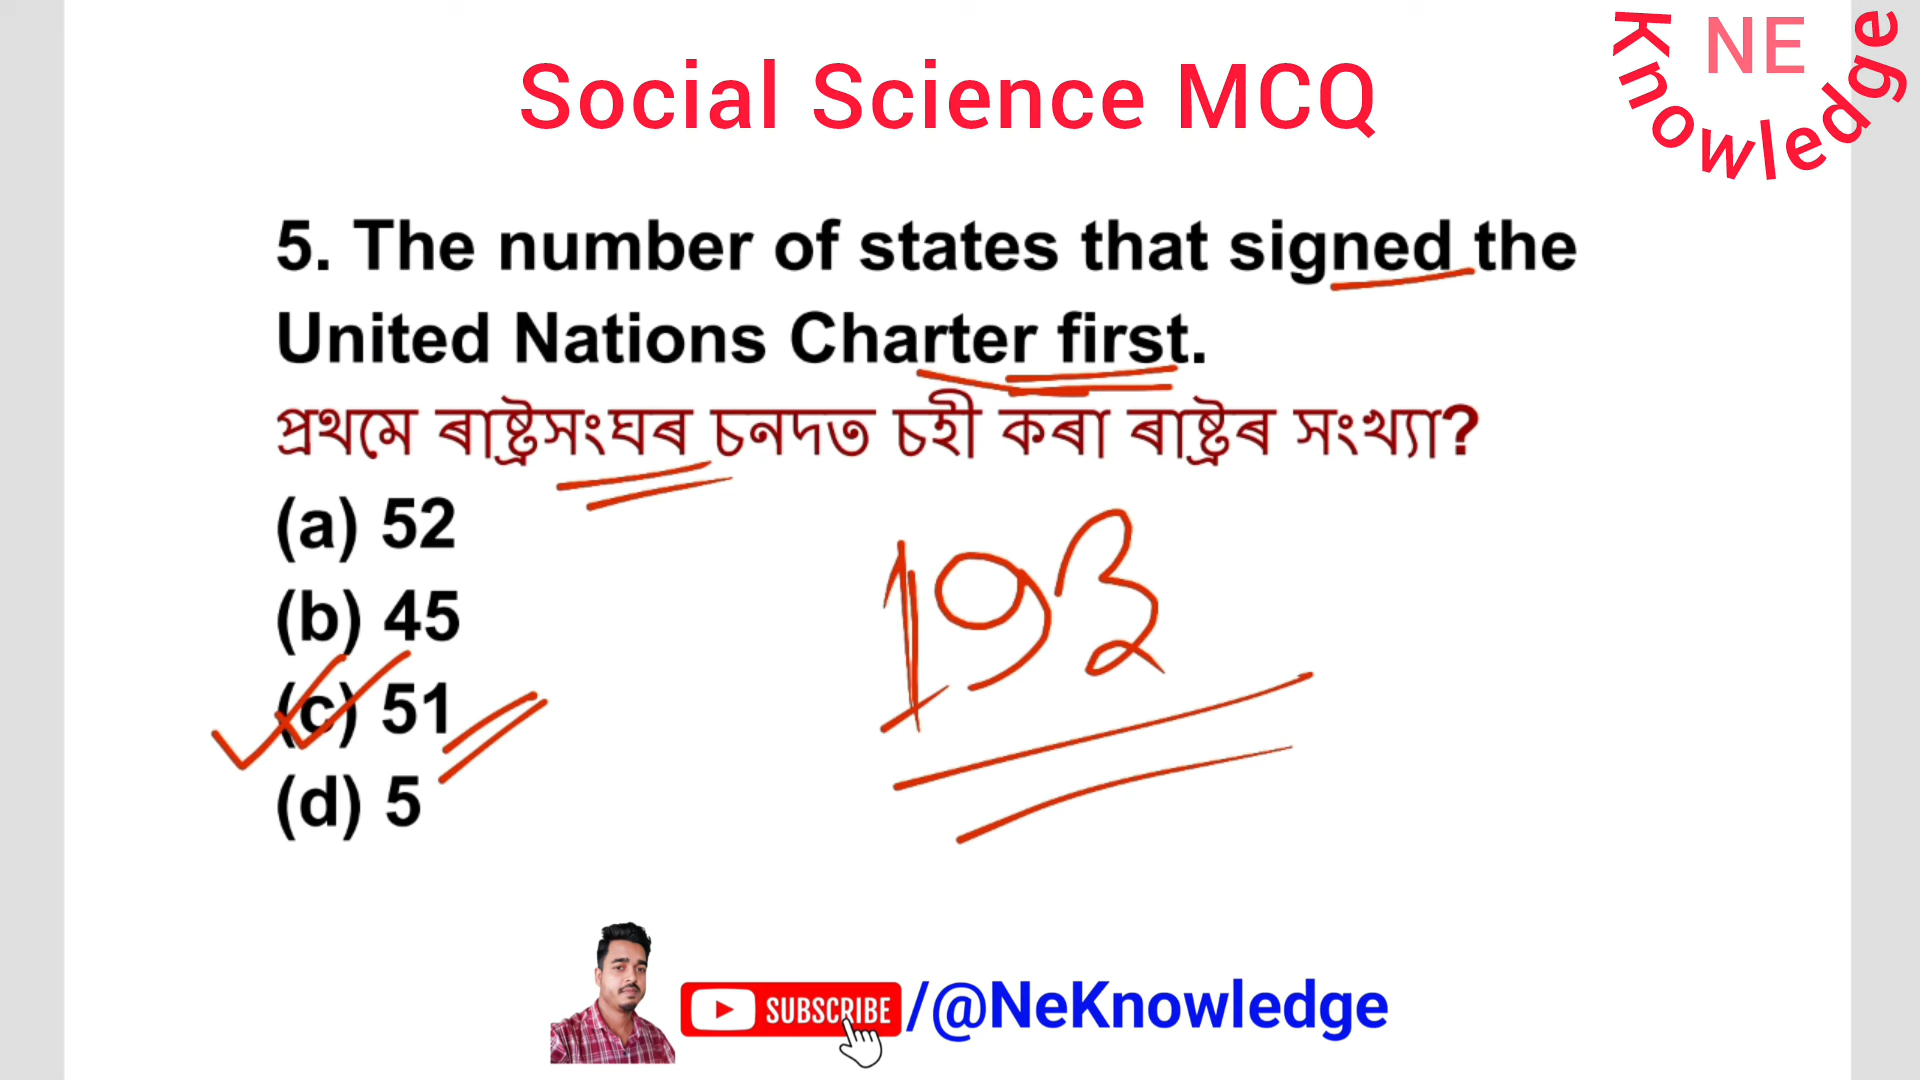 Social Science MCQ
NE
Knowledge
5. The number of states that signed the
United Nations Charter first.
প্ৰথমে ৰাষ্ট্ৰসংঘৰ চনদত চহী কৰা ৰাষ্ট্ৰৰ সংখ্যা?
(a) 52
(b) 45
(c) 51
(d) 5
193
SUBSCRIBE /@NeKnowledge